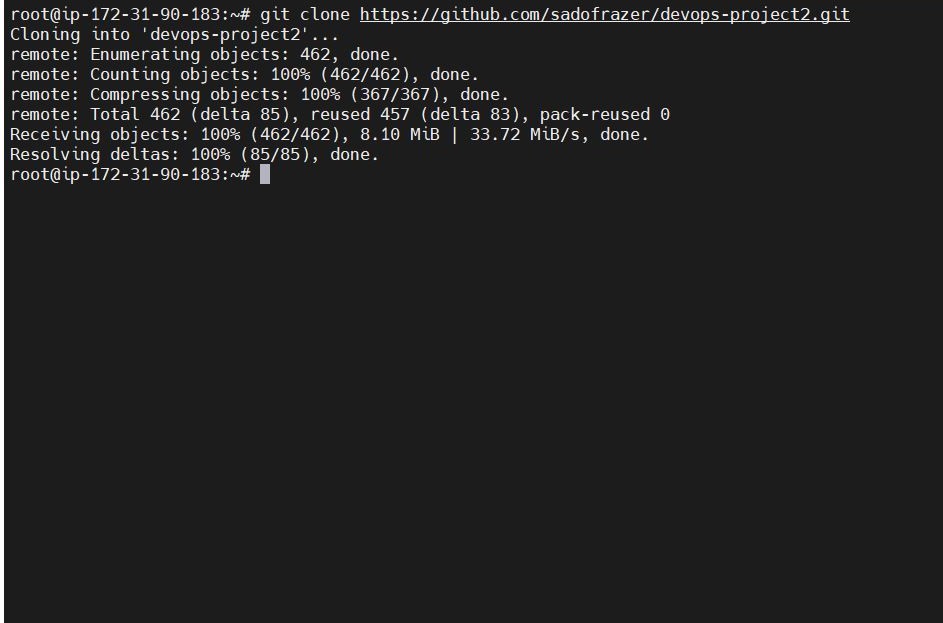 root@ip-172-31-90-183:~# git clone https://github.com/sadofrazer/devops-project2.git
Cloning into 'devops-project2'...
remote: Enumerating objects: 462, done.
remote: Counting objects: 100% (462/462), done.
remote: Compressing objects: 100% (367/367), done.
remote: Total 462 (delta 85), reused 457 (delta 83), pack-reused 0
Receiving objects: 100% (462/462), 8.10 MiB | 33.72 MiB/s, done.
Resolving deltas: 100% (85/85), done.
root@ip-172-31-90-183:~#